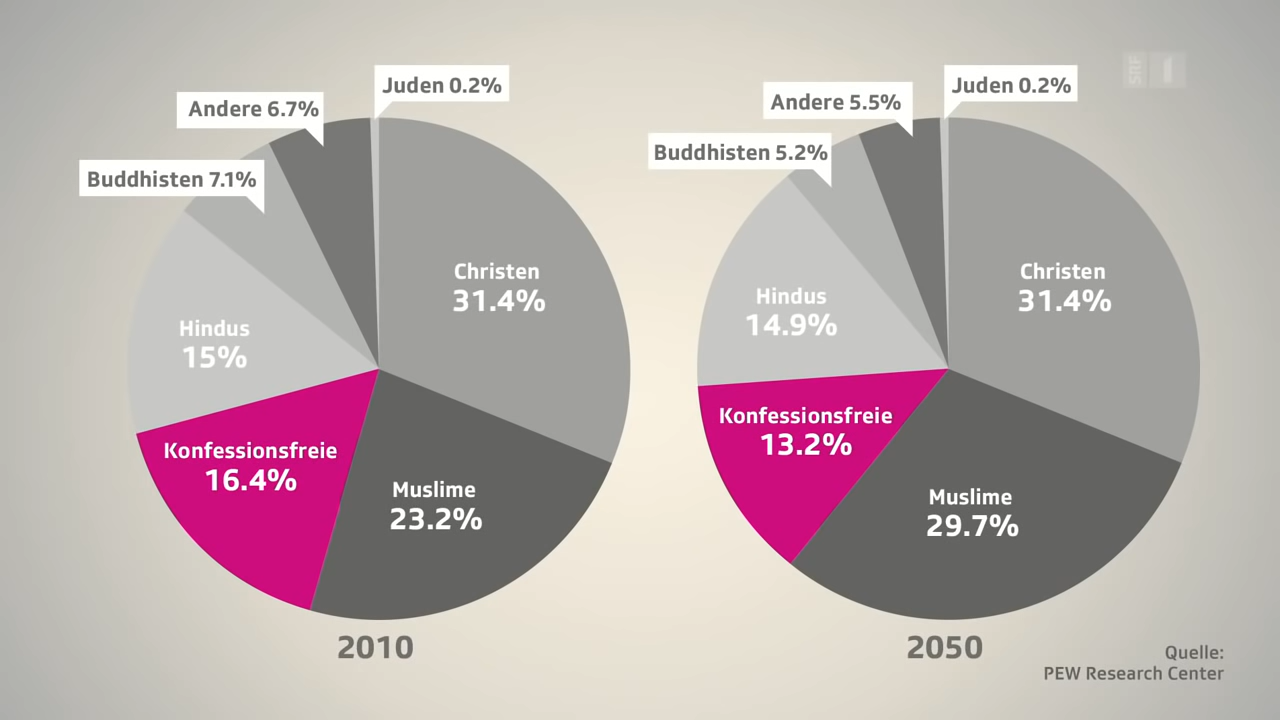 Juden 0.2%
Andere 6.7%
Buddhisten 7.1%
Christen
31.4%
Hindus
15%
Konfessionsfreie
16.4%
Muslime
23.2%
2010
SRF 1
Juden 0.2%
Andere 5.5%
Buddhisten 5.2%
Christen
31.4%
Hindus
14.9%
Konfessionsfreie
13.2%
Muslime
29.7%
2050
Quelle:
PEW Research Center